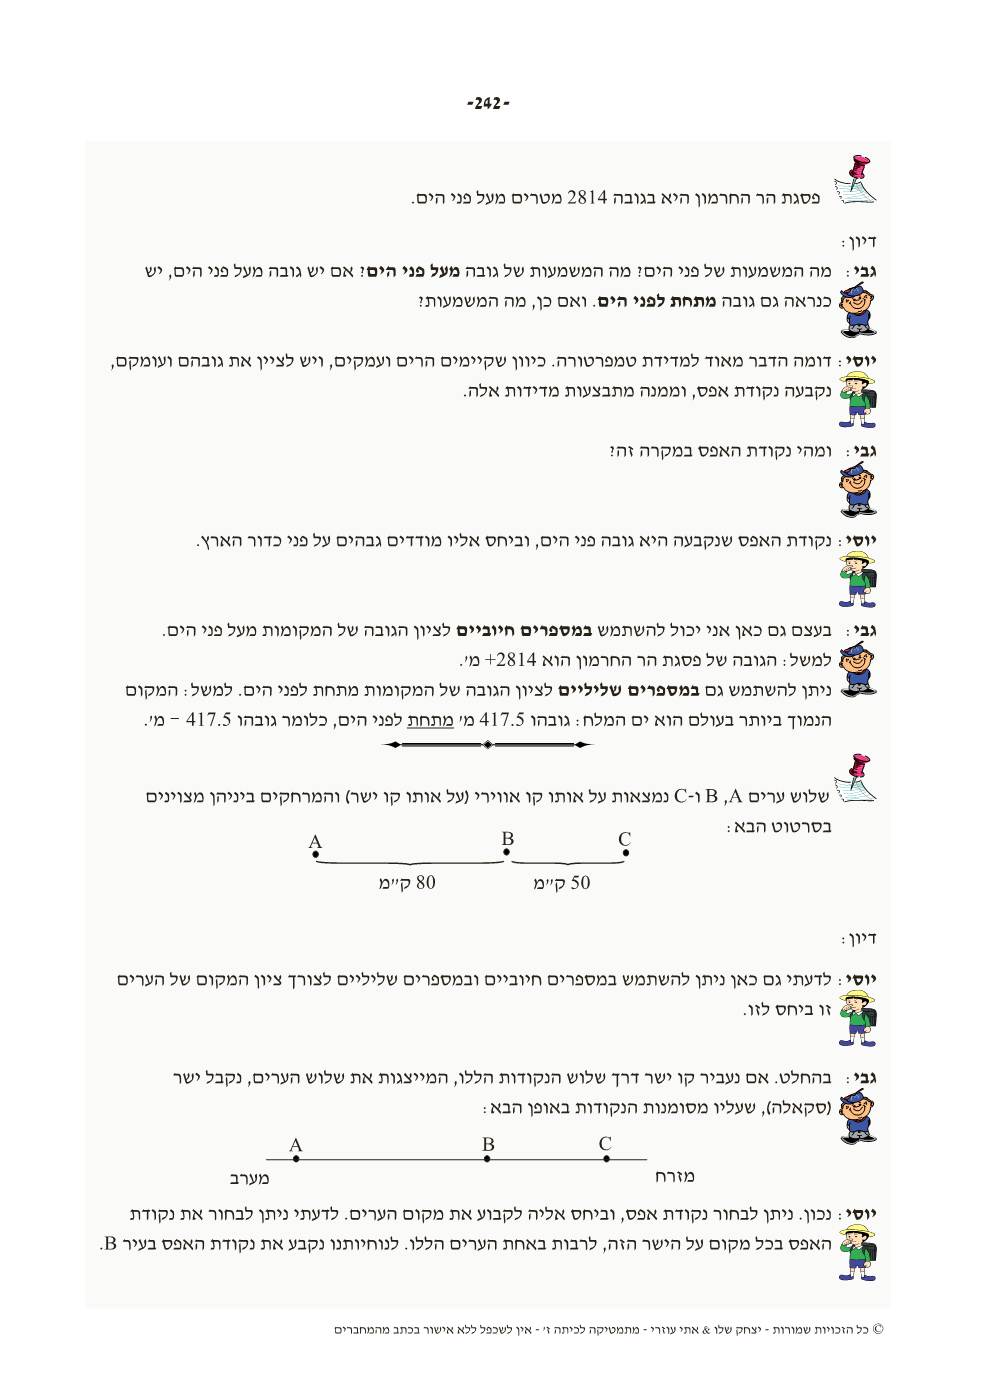 -242-
פסגת הר החרמון היא בגובה 2814 מטרים מעל פני הים.
דיון:
גבי: מה המשמעות של פני הים? מה המשמעות של גובה מעל פני הים? אם יש גובה מעל פני הים, יש
כנראה גם גובה מתחת לפני הים. ואם כן, מה המשמעות?
יוסי: דומה הדבר מאוד למדידת טמפרטורה. כיוון שקיימים הרים ועמקים, ויש לציין את גובהם ועומקם,
נקבעה נקודת אפס, וממנה מתבצעות מדידות אלה.
גבי: ומהי נקודת האפס במקרה זה?
יוסי: נקודת האפס שנקבעה היא גובה פני הים, וביחס אליו מודדים גבהים על פני כדור הארץ.
גבי: בעצם גם כאן אני יכול להשתמש במספרים חיוביים לציון הגובה של המקומות מעל פני הים.
למשל: הגובה של פסגת הר החרמון הוא 2814+ מ'.
ניתן להשתמש גם במספרים שליליים לציון הגובה של המקומות מתחת לפני הים. למשל: המקום
הנמוך ביותר בעולם הוא ים המלח: גובהו 417.5 מ' מתחת לפני הים, כלומר גובהו 417.5 − מ'.
שלוש ערים A, B ו-C נמצאות על אותו קו אווירי (על אותו קו ישר) והמרחקים ביניהן מצוינים
בסרטוט הבא:
A B C
80 ק"מ 50 ק"מ
דיון:
יוסי: לדעתי גם כאן ניתן להשתמש במספרים חיוביים ובמספרים שליליים לצורך ציון המקום של הערים
זו ביחס לזו.
גבי: בהחלט. אם נעביר קו ישר דרך שלוש הנקודות הללו, המייצגות את שלוש הערים, נקבל ישר
(סקאלה), שעליו מסומנות הנקודות באופן הבא:
A B C
מערב מזרח
יוסי: נכון. ניתן לבחור נקודת אפס, וביחס אליה לקבוע את מקום הערים. לדעתי ניתן לבחור את נקודת
האפס בכל מקום על הישר הזה, לרבות באחת הערים הללו. לנוחיותנו נקבע את נקודת האפס בעיר B.
© כל הזכויות שמורות - יצחק שלו & אתי עוזרי - מתמטיקה לכיתה ז' - אין לשכפל ללא אישור בכתב מהמחברים